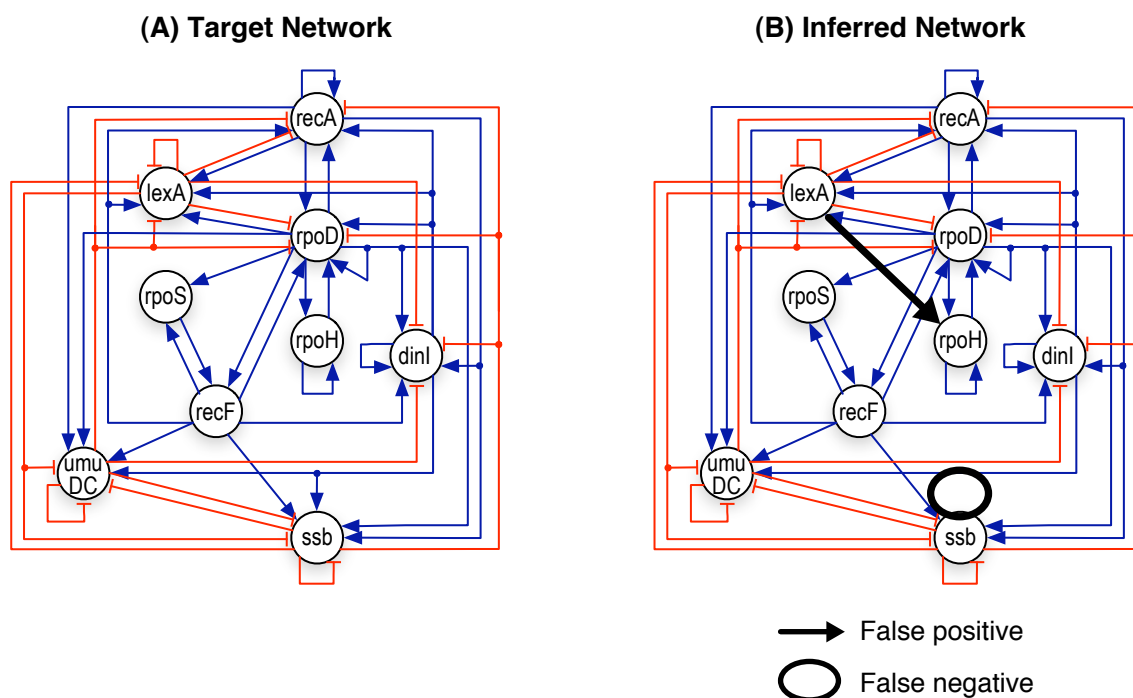 (A) Target Network
(B) Inferred Network
recA
lexA
rpoD
rpoS
rpoH
dinI
recF
umu
DC
ssb
recA
lexA
rpoD
rpoS
rpoH
dinI
recF
umu
DC
ssb
False positive
False negative